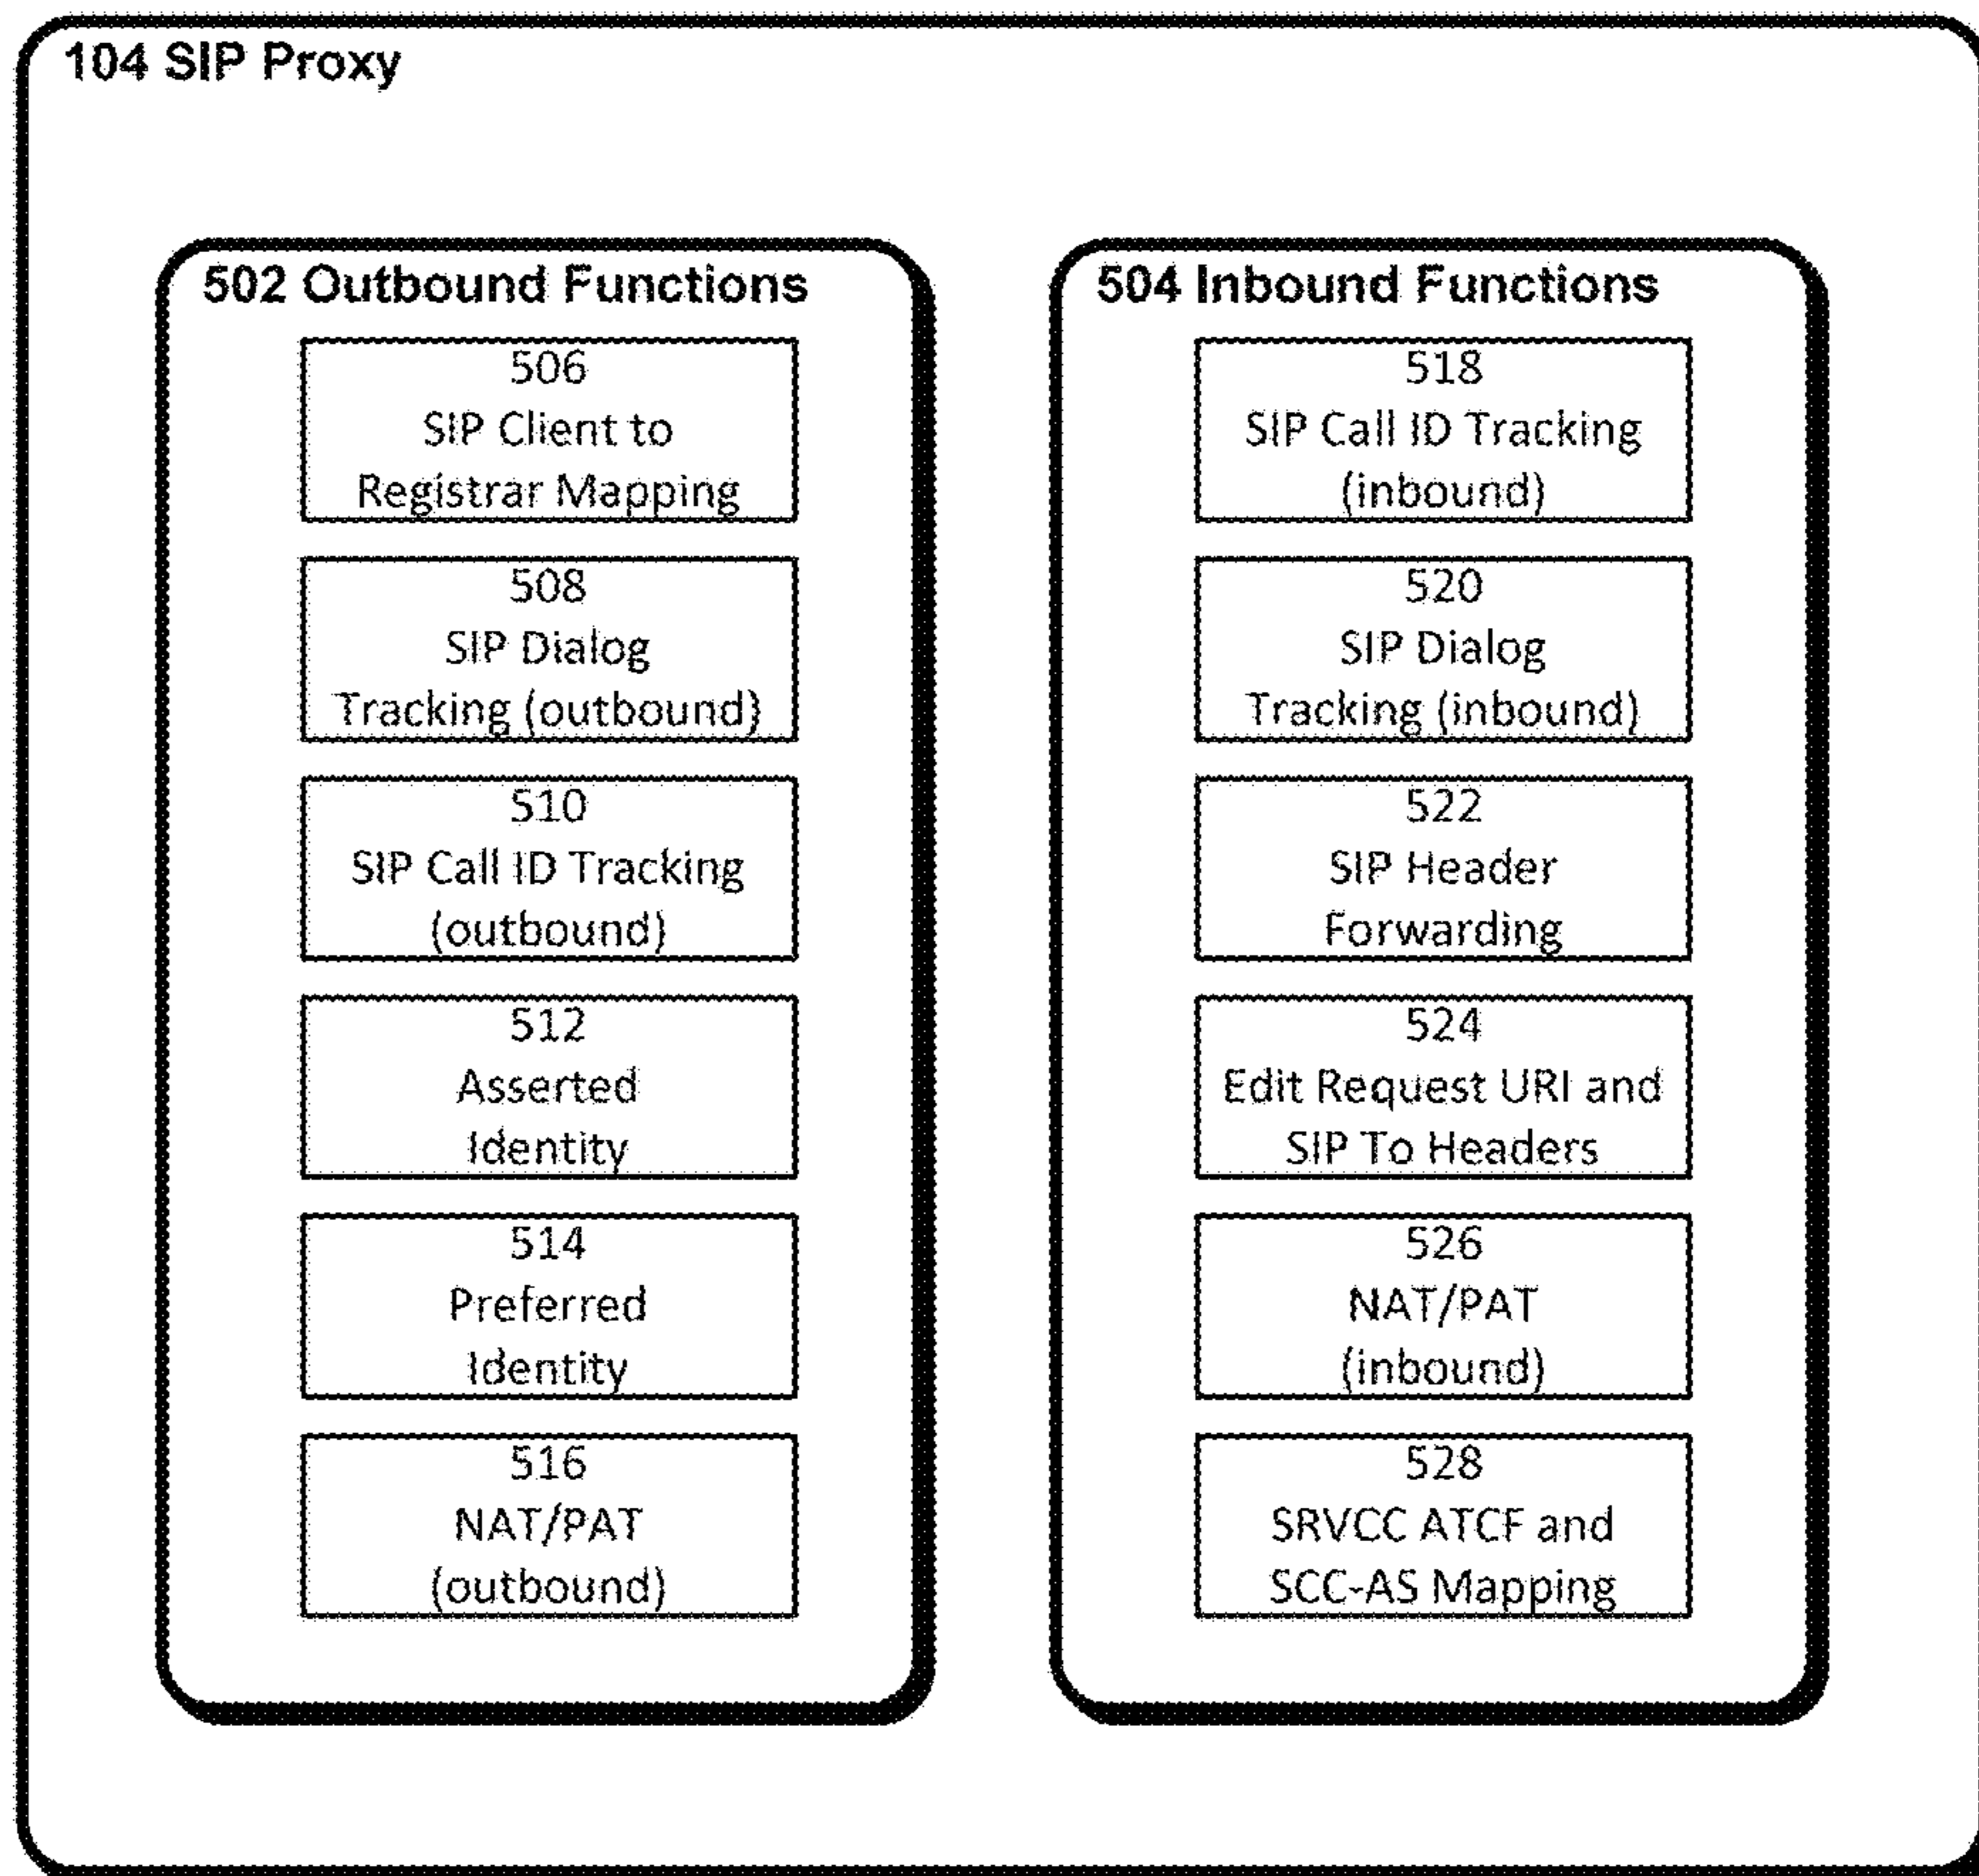 104 SIP Proxy
502 Outbound Functions
506
SIP Client to
Registrar Mapping
508
SIP Dialog
Tracking (outbound)
510
SIP Call ID Tracking
(outbound)
512
Asserted
Identity
514
Preferred
Identity
516
NAT/PAT
(outbound)
504 Inbound Functions
518
SIP Call ID Tracking
(inbound)
520
SIP Dialog
Tracking (inbound)
522
SIP Header
Forwarding
524
Edit Request URI and
SIP To Headers
526
NAT/PAT
(inbound)
528
SRVCC ATCF and
SCC-AS Mapping